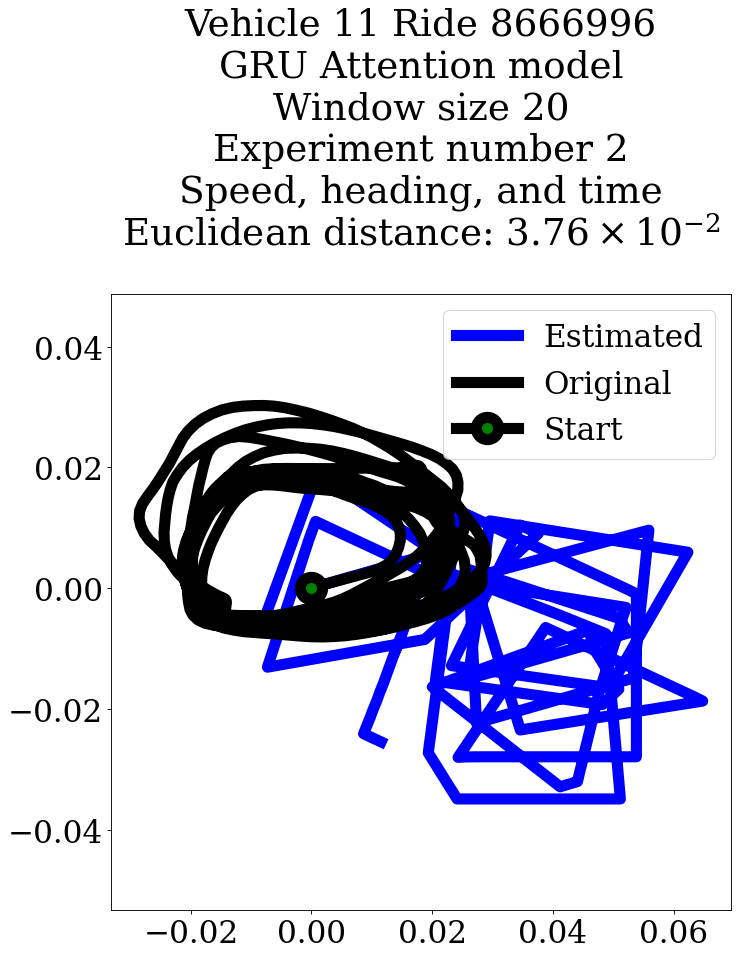 Vehicle 11 Ride 8666996
GRU Attention model
Window size 20
Experiment number 2
Speed, heading, and time
Euclidean distance: 3.76 × 10⁻²
Estimated
Original
Start
0.04
0.02
0.00
−0.02
−0.04
−0.02 0.00 0.02 0.04 0.06